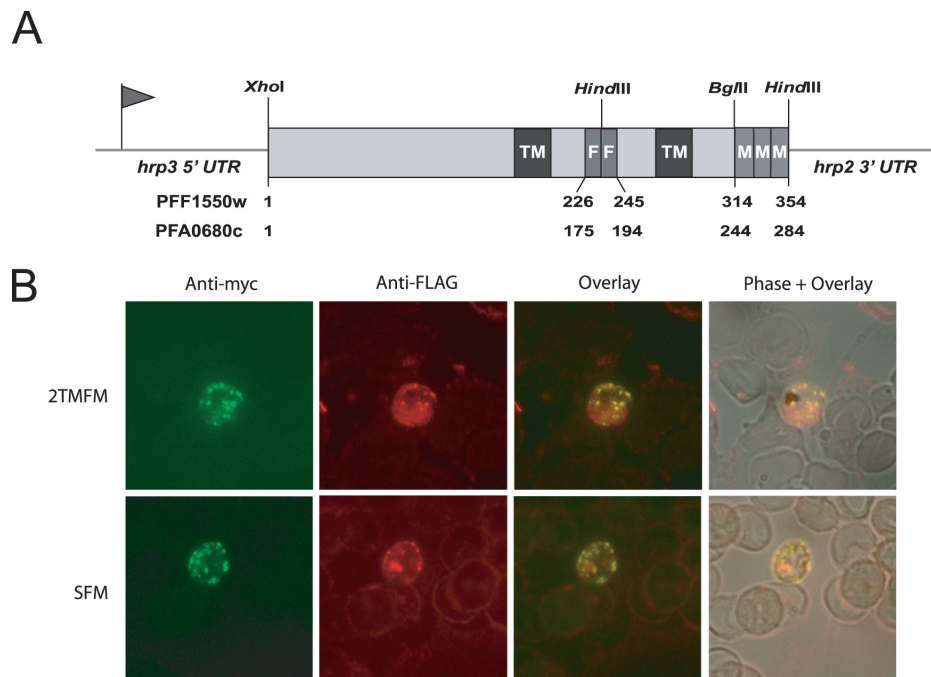 A
XhoI HindIII BglII HindIII
TM F F TM M M M
hrp3 5' UTR hrp2 3' UTR
PFF1550w 1 226 245 314 354
PFA0680c 1 175 194 244 284
B
Anti-myc Anti-FLAG Overlay Phase + Overlay
2TMFM
SFM